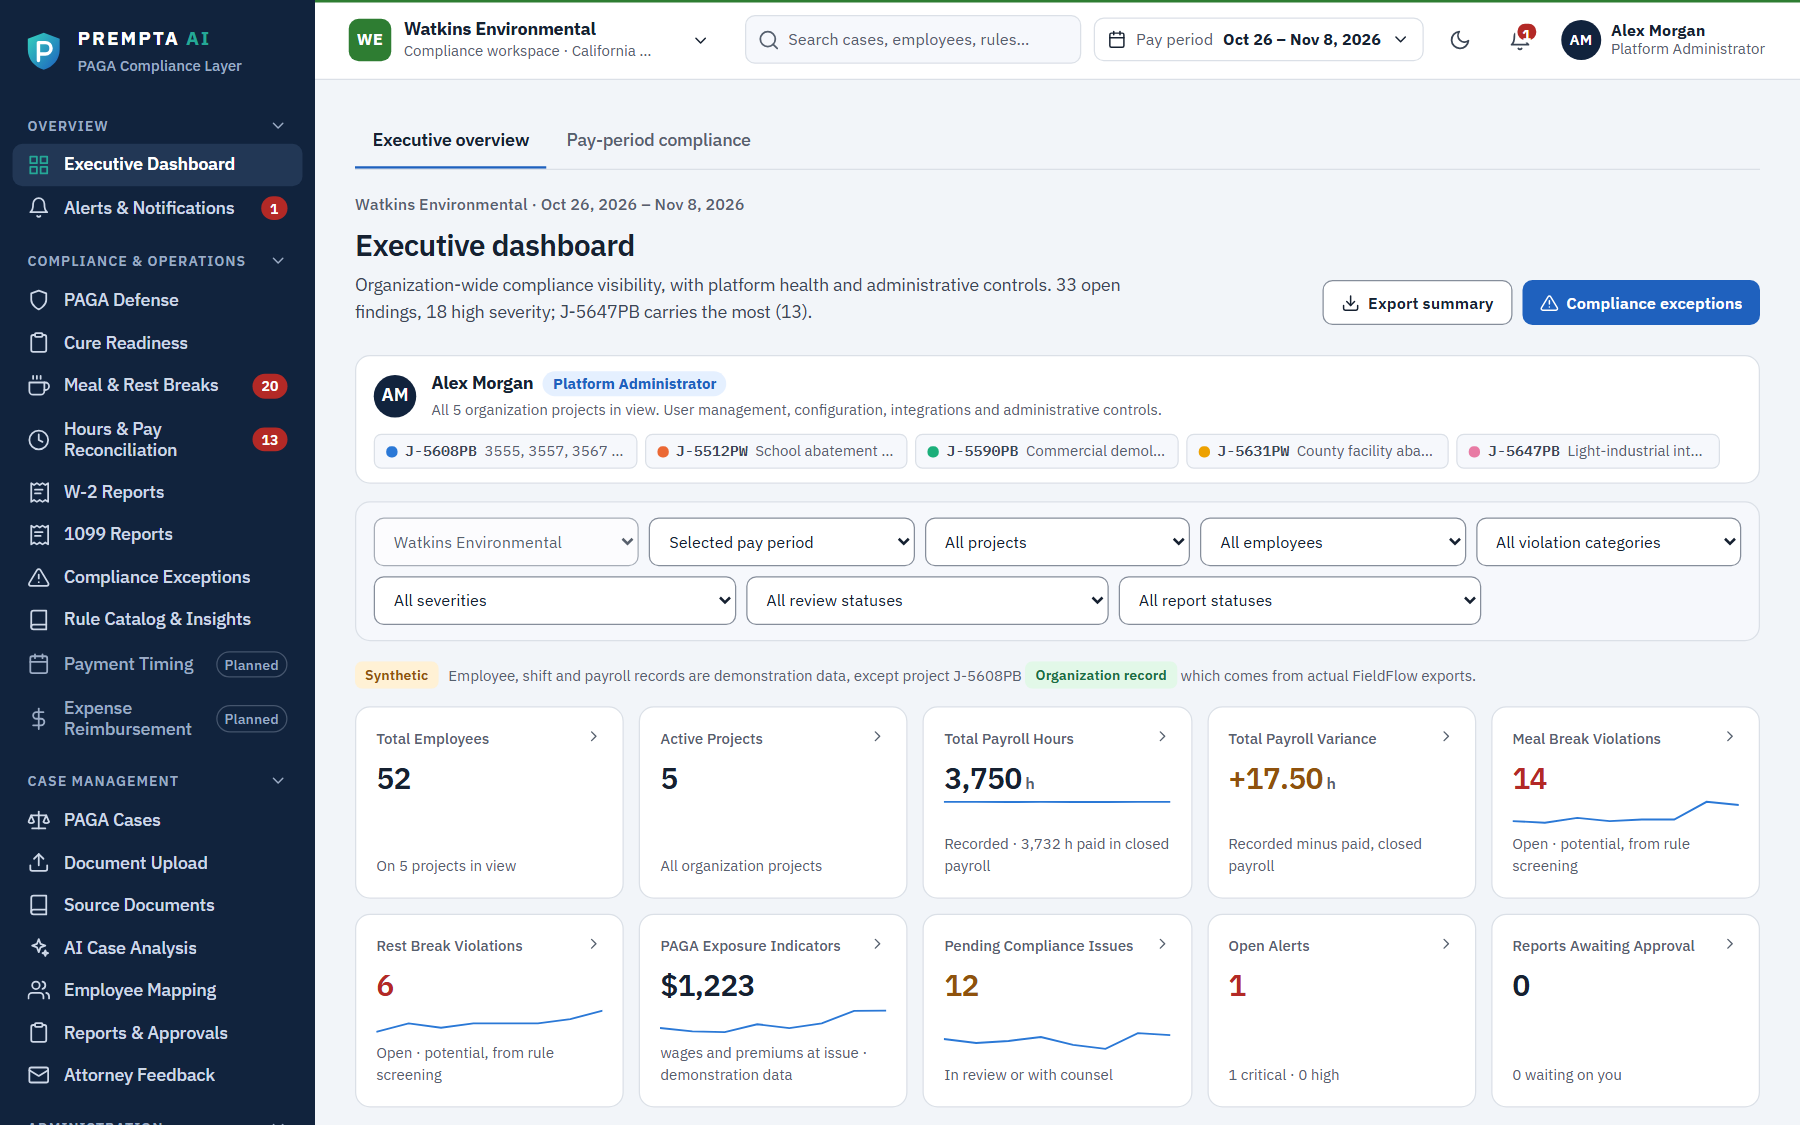 PREMPTA AI
PAGA Compliance Layer
OVERVIEW
Executive Dashboard
Alerts & Notifications 1
COMPLIANCE & OPERATIONS
PAGA Defense
Cure Readiness
Meal & Rest Breaks 20
Hours & Pay
Reconciliation 13
W-2 Reports
1099 Reports
Compliance Exceptions
Rule Catalog & Insights
Payment Timing Planned
Expense
Reimbursement Planned
CASE MANAGEMENT
PAGA Cases
Document Upload
Source Documents
AI Case Analysis
Employee Mapping
Reports & Approvals
Attorney Feedback
WE
Watkins Environmental
Compliance workspace · California ...
Search cases, employees, rules...
Pay period Oct 26 – Nov 8, 2026
1
AM
Alex Morgan
Platform Administrator
Executive overview Pay-period compliance
Watkins Environmental · Oct 26, 2026 – Nov 8, 2026
Executive dashboard
Organization-wide compliance visibility, with platform health and administrative controls. 33 open
findings, 18 high severity; J-5647PB carries the most (13).
Export summary
Compliance exceptions
AM
Alex Morgan Platform Administrator
All 5 organization projects in view. User management, configuration, integrations and administrative controls.
J-5608PB 3555, 3557, 3567 ...
J-5512PW School abatement ...
J-5590PB Commercial demol...
J-5631PW County facility aba...
J-5647PB Light-industrial int...
Watkins Environmental
Selected pay period
All projects
All employees
All violation categories
All severities
All review statuses
All report statuses
Synthetic Employee, shift and payroll records are demonstration data, except project J-5608PB Organization record which comes from actual FieldFlow exports.
Total Employees
52
On 5 projects in view
Active Projects
5
All organization projects
Total Payroll Hours
3,750 h
Recorded · 3,732 h paid in closed
payroll
Total Payroll Variance
+17.50 h
Recorded minus paid, closed
payroll
Meal Break Violations
14
Open · potential, from rule
screening
Rest Break Violations
6
Open · potential, from rule
screening
PAGA Exposure Indicators
$1,223
wages and premiums at issue ·
demonstration data
Pending Compliance Issues
12
In review or with counsel
Open Alerts
1
1 critical · 0 high
Reports Awaiting Approval
0
0 waiting on you